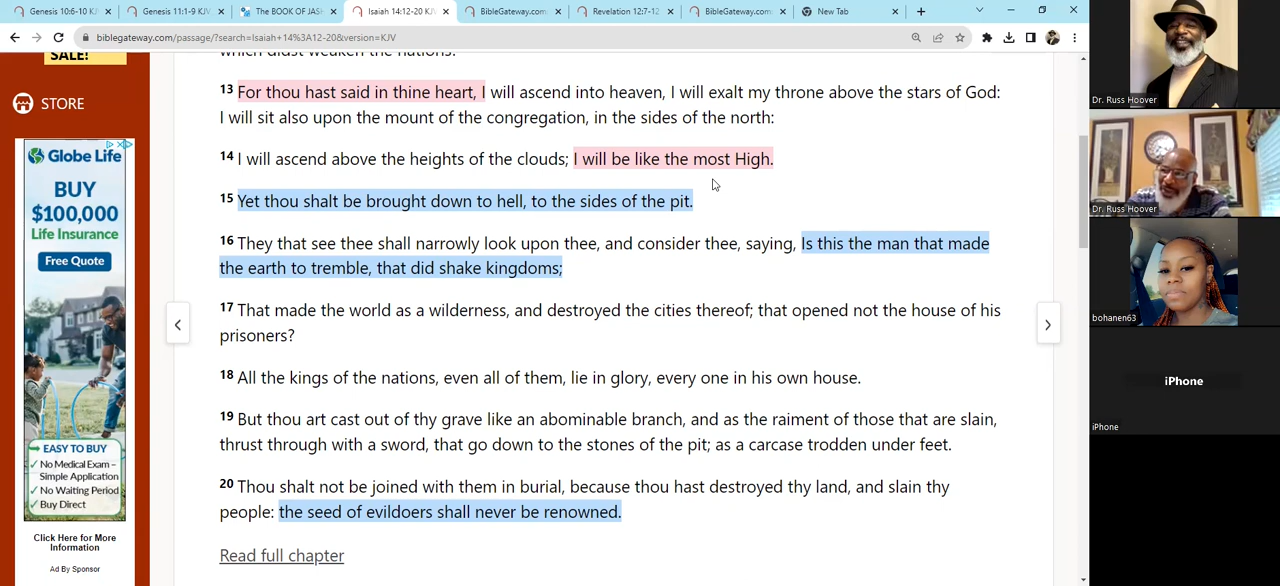 Genesis 10:6-10 K
Genesis 11:1-9 KJV
The BOOK OF JAS
Isaiah 14:12-20 KJV
BibleGateway.com
Revelation 12:7-12
BibleGateway.com
New Tab
biblegateway.com/passage/?search=Isaiah+14%3A12-20&version=KJV
SALE!
STORE
Globe Life
BUY
$100,000
Life Insurance
Free Quote
EASY TO BUY
No Medical Exam –
Simple Application
No Waiting Period
Buy Direct
Click Here for More
Information
Ad By Sponsor
which didst weaken the nations!
13 For thou hast said in thine heart, I will ascend into heaven, I will exalt my throne above the stars of God:
I will sit also upon the mount of the congregation, in the sides of the north:
14 I will ascend above the heights of the clouds; I will be like the most High.
15 Yet thou shalt be brought down to hell, to the sides of the pit.
16 They that see thee shall narrowly look upon thee, and consider thee, saying, Is this the man that made
the earth to tremble, that did shake kingdoms;
17 That made the world as a wilderness, and destroyed the cities thereof; that opened not the house of his
prisoners?
18 All the kings of the nations, even all of them, lie in glory, every one in his own house.
19 But thou art cast out of thy grave like an abominable branch, and as the raiment of those that are slain,
thrust through with a sword, that go down to the stones of the pit; as a carcase trodden under feet.
20 Thou shalt not be joined with them in burial, because thou hast destroyed thy land, and slain thy
people: the seed of evildoers shall never be renowned.
Read full chapter
Dr. Russ Hoover
Dr. Russ Hoover
bohanen63
iPhone
iPhone